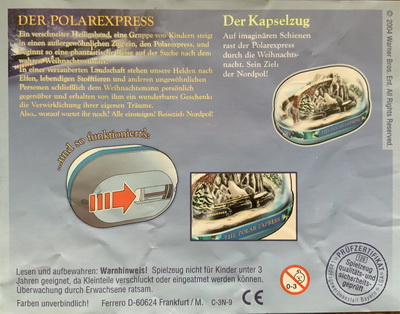 DER POLAREXPRESS
Ein verschneiter Heiligabend, eine Gruppe von Kindern steigt
in einen außergewöhnlichen Zug ein, den Polarexpress, und
beginnt so eine phantastische Reise auf der Suche nach dem
wahren Weihnachtsmann.
In einer verzauberten Landschaft stehen unsere Helden nach
Elfen, lebendigen Stofftieren und anderen ungewöhnlichen
Personen schließlich dem Weihnachtsmann persönlich
gegenüber und erhalten von ihm ein wunderbares Geschenk:
die Verwirklichung ihrer eigenen Träume.
Also.. worauf wartet ihr noch? Alle einsteigen! Reiseziel: Nordpol!
Der Kapselzug
Auf imaginären Schienen
rast der Polarexpress
durch die Weihnachts-
nacht. Sein Ziel:
der Nordpol!
© 2004 Warner Bros. Ent. All Rights Reserved.
...und so funktioniert's:
THE POLAR EXPRESS
PRÜFZERTIFIKAT
Spielzeug
qualitäts- und
sicherheits-
geprüft
Lesen und aufbewahren: Warnhinweis! Spielzeug nicht für Kinder unter 3
Jahren geeignet, da Kleinteile verschluckt oder eingeatmet werden können.
Überwachung durch Erwachsene ratsam.
0-3
Farben unverbindlich! Ferrero D-60624 Frankfurt / M. C-3N-9 CE